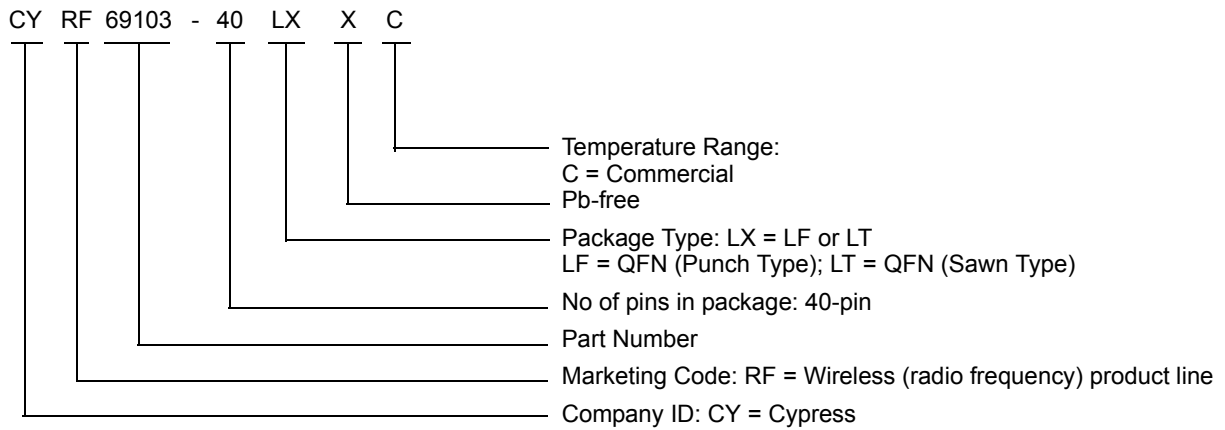 CY RF 69103 - 40 LX X C
Temperature Range:
C = Commercial
Pb-free
Package Type: LX = LF or LT
LF = QFN (Punch Type); LT = QFN (Sawn Type)
No of pins in package: 40-pin
Part Number
Marketing Code: RF = Wireless (radio frequency) product line
Company ID: CY = Cypress